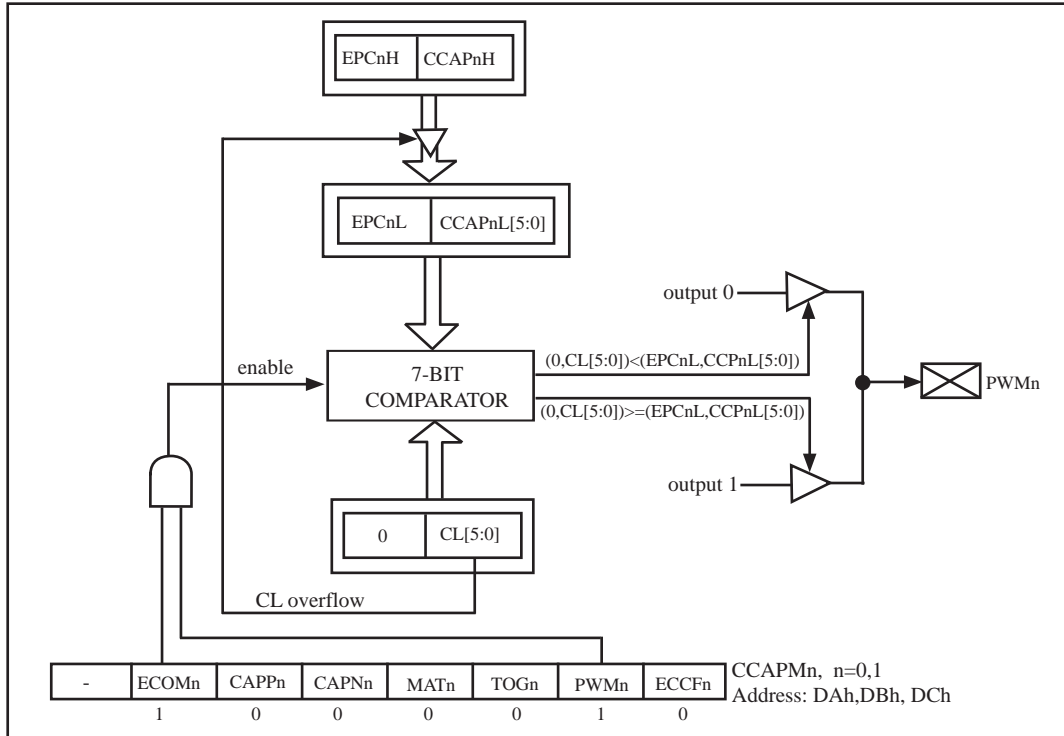 EPCnH CCAPnH
EPCnL CCAPnL[5:0]
output 0
enable
7-BIT
COMPARATOR
(0,CL[5:0])<(EPCnL,CCPnL[5:0])
(0,CL[5:0])>=(EPCnL,CCPnL[5:0])
PWMn
output 1
0 CL[5:0]
CL overflow
- ECOMn CAPPn CAPNn MATn TOGn PWMn ECCFn
CCAPMn, n=0,1
Address: DAh,DBh, DCh
1 0 0 0 0 1 0